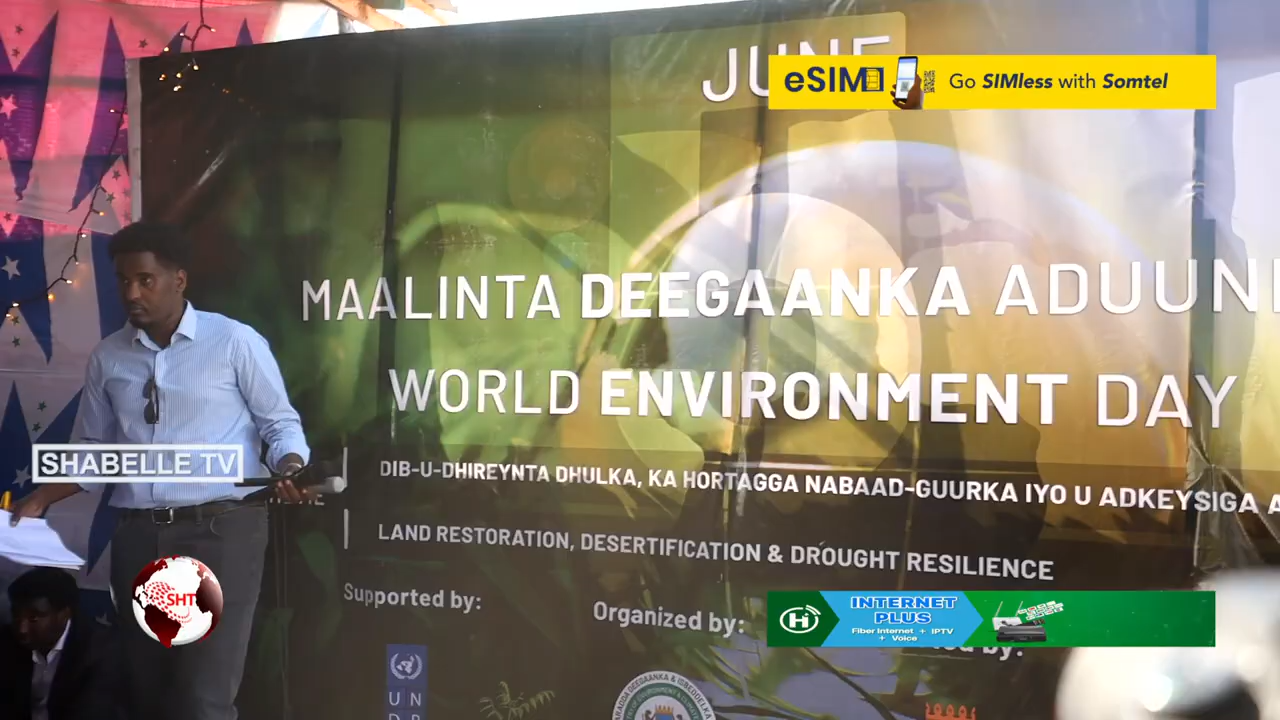 JUNE
eSIM
Go SIMless with Somtel
MAALINTA DEEGAANKA ADUUN
WORLD ENVIRONMENT DAY
SHABELLE TV
DIB-U-DHIREYNTA DHULKA, KA HORTAGGA NABAAD-GUURKA IYO U ADKEYSIGA A
LAND RESTORATION, DESERTIFICATION & DROUGHT RESILIENCE
SHT
Supported by:
Organized by:
INTERNET
PLUS
Fiber Internet + IPTV
+ Voice
by:
U N
D P